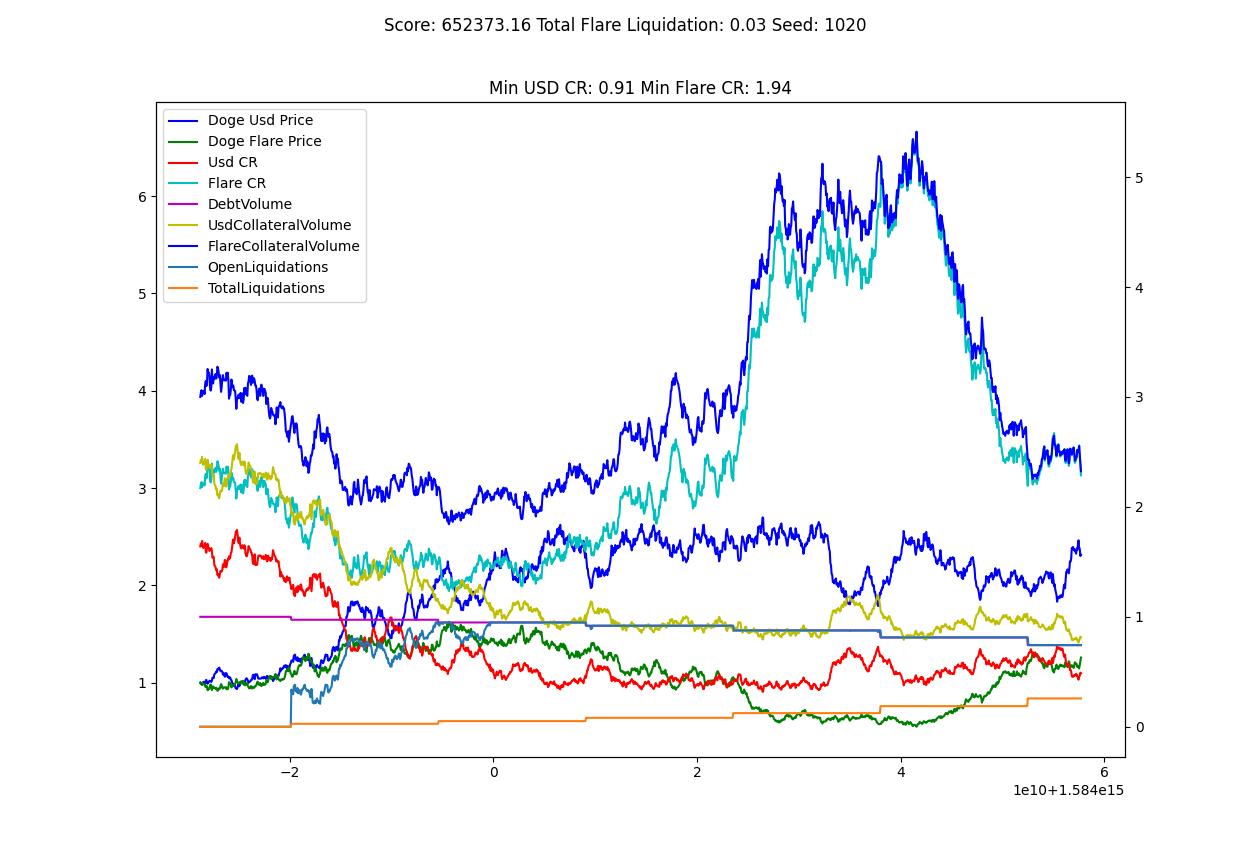 Score: 652373.16 Total Flare Liquidation: 0.03 Seed: 1020
Min USD CR: 0.91 Min Flare CR: 1.94
Doge Usd Price
Doge Flare Price
Usd CR
Flare CR
DebtVolume
UsdCollateralVolume
FlareCollateralVolume
OpenLiquidations
TotalLiquidations
6
5
4
3
2
1
5
4
3
2
1
0
−2
0
2
4
6
1e10+1.584e15